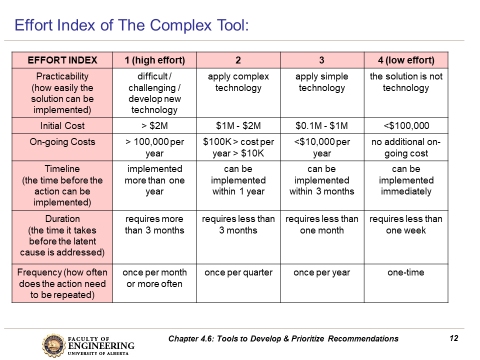 Effort Index of The Complex Tool:
EFFORT INDEX
1 (high effort)
2
3
4 (low effort)
Practicability
(how easily the
solution can be
implemented)
difficult /
challenging /
develop new
technology
apply complex
technology
apply simple
technology
the solution is not
technology
Initial Cost
> $2M
$1M - $2M
$0.1M - $1M
<$100,000
On-going Costs
> 100,000 per
year
$100K > cost per
year > $10K
<$10,000 per
year
no additional on-
going cost
Timeline
(the time before the
action can be
implemented)
implemented
more than one
year
can be
implemented
within 1 year
can be
implemented
within 3 months
can be
implemented
immediately
Duration
(the time it takes
before the latent
cause is addressed)
requires more
than 3 months
requires less than
3 months
requires less than
one month
requires less than
one week
Frequency (how often
does the action need
to be repeated)
once per month
or more often
once per quarter
once per year
one-time
FACULTY OF
ENGINEERING
UNIVERSITY OF ALBERTA
Chapter 4.6: Tools to Develop & Prioritize Recommendations
12